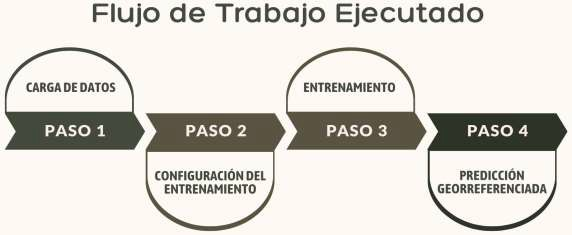 Flujo de Trabajo Ejecutado
CARGA DE DATOS
PASO 1
PASO 2
CONFIGURACIÓN DEL
ENTRENAMIENTO
ENTRENAMIENTO
PASO 3
PASO 4
PREDICCIÓN
GEORREFERENCIADA